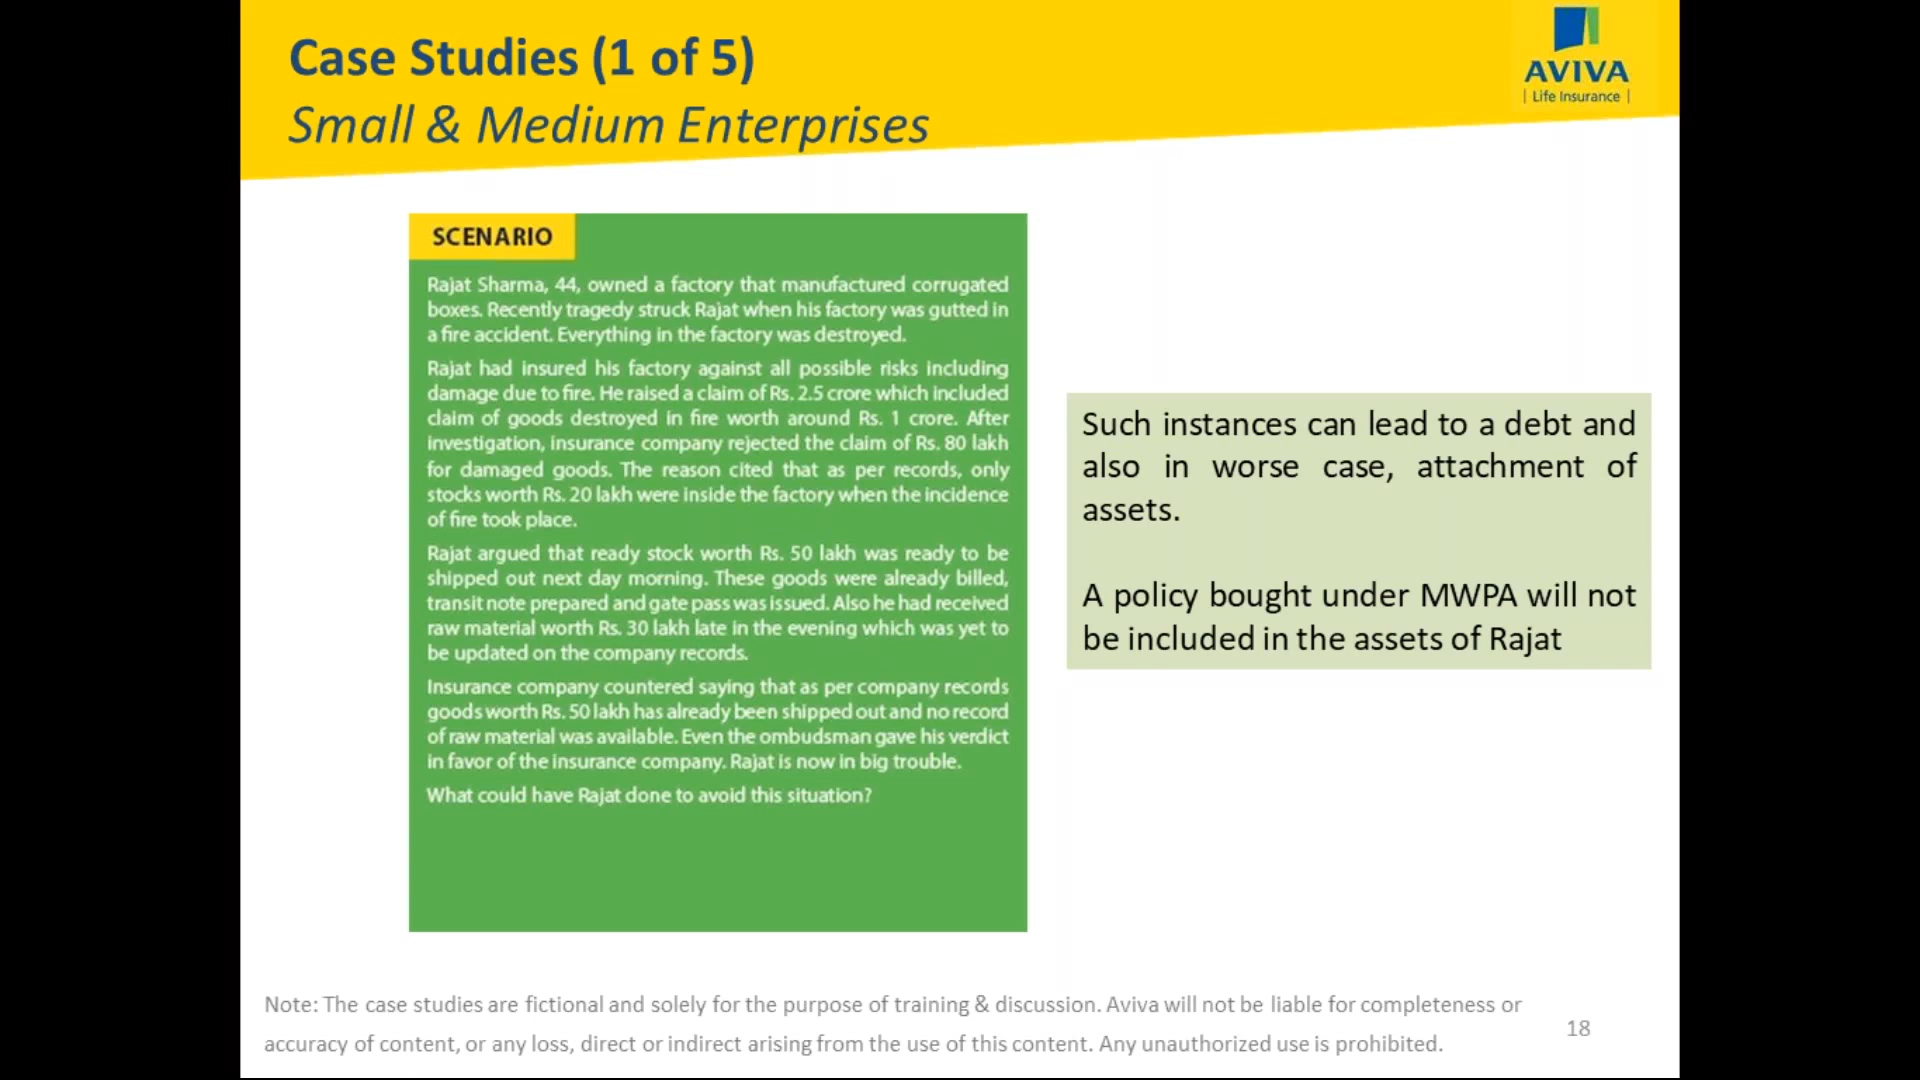 Case Studies (1 of 5)
Small & Medium Enterprises
AVIVA
| Life Insurance |
SCENARIO
Rajat Sharma, 44, owned a factory that manufactured corrugated
boxes. Recently tragedy struck Rajat when his factory was gutted in
a fire accident. Everything in the factory was destroyed.
Rajat had insured his factory against all possible risks including
damage due to fire. He raised a claim of Rs. 2.5 crore which included
claim of goods destroyed in fire worth around Rs. 1 crore. After
investigation, insurance company rejected the claim of Rs. 80 lakh
for damaged goods. The reason cited that as per records, only
stocks worth Rs. 20 lakh were inside the factory when the incidence
of fire took place.
Rajat argued that ready stock worth Rs. 50 lakh was ready to be
shipped out next day morning. These goods were already billed,
transit note prepared and gate pass was issued. Also he had received
raw material worth Rs. 30 lakh late in the evening which was yet to
be updated on the company records.
Insurance company countered saying that as per company records
goods worth Rs. 50 lakh has already been shipped out and no record
of raw material was available. Even the ombudsman gave his verdict
in favor of the insurance company. Rajat is now in big trouble.
What could have Rajat done to avoid this situation?
Such instances can lead to a debt and
also in worse case, attachment of
assets.
A policy bought under MWPA will not
be included in the assets of Rajat
Note: The case studies are fictional and solely for the purpose of training & discussion. Aviva will not be liable for completeness or
accuracy of content, or any loss, direct or indirect arising from the use of this content. Any unauthorized use is prohibited.
18